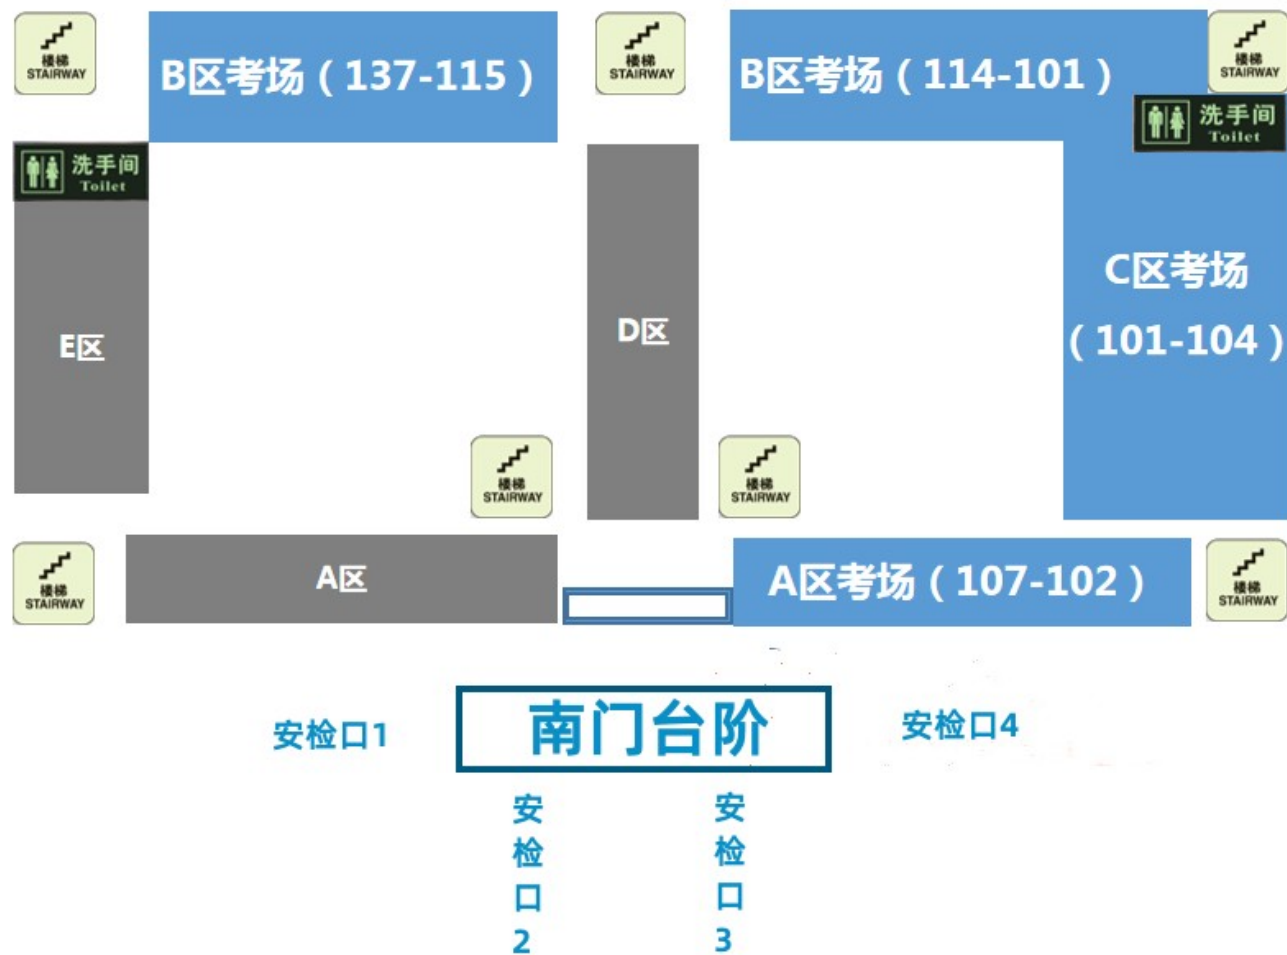 楼梯
STAIRWAY
B区考场（137-115）
楼梯
STAIRWAY
B区考场（114-101）
楼梯
STAIRWAY
洗手间
Toilet
洗手间
Toilet
E区
D区
C区考场
（101-104）
楼梯
STAIRWAY
楼梯
STAIRWAY
楼梯
STAIRWAY
A区
A区考场（107-102）
楼梯
STAIRWAY
安检口1
南门台阶
安检口4
安检口2
安检口3